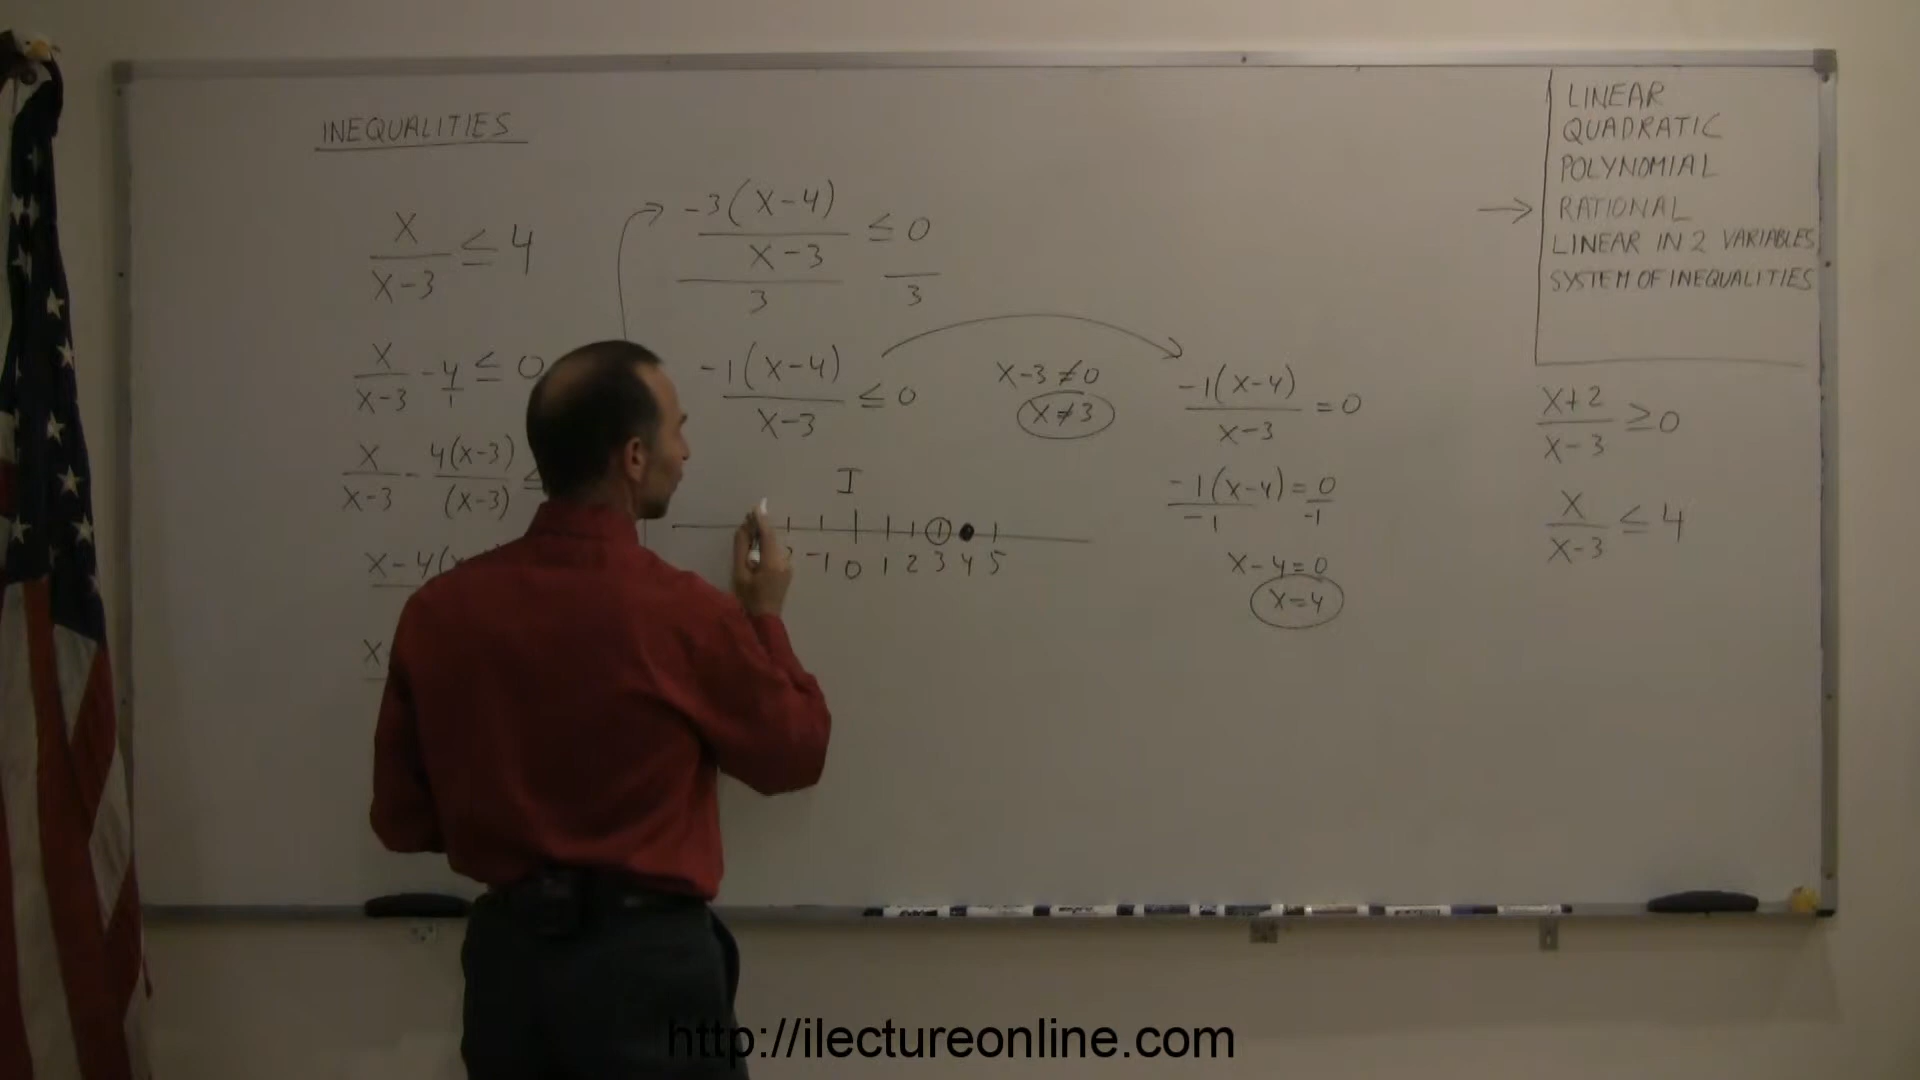 INEQUALITIES
x/(x-3) ≤ 4
x/(x-3) - 4/1 ≤ 0
x/(x-3) - 4(x-3)/(x-3) ≤
x-4(
x
-3(x-4)/(x-3) / 3 ≤ 0/3
-1(x-4)/(x-3) ≤ 0
I
-1 0 1 2 3 4 5
x-3 ≠ 0
x ≠ 3
-1(x-4)/(x-3) = 0
-1(x-4)/-1 = 0/-1
x-4=0
x=4
LINEAR
QUADRATIC
POLYNOMIAL
→ RATIONAL
LINEAR IN 2 VARIABLES
SYSTEM OF INEQUALITIES
(x+2)/(x-3) ≥ 0
x/(x-3) ≤ 4
http://ilectureonline.com